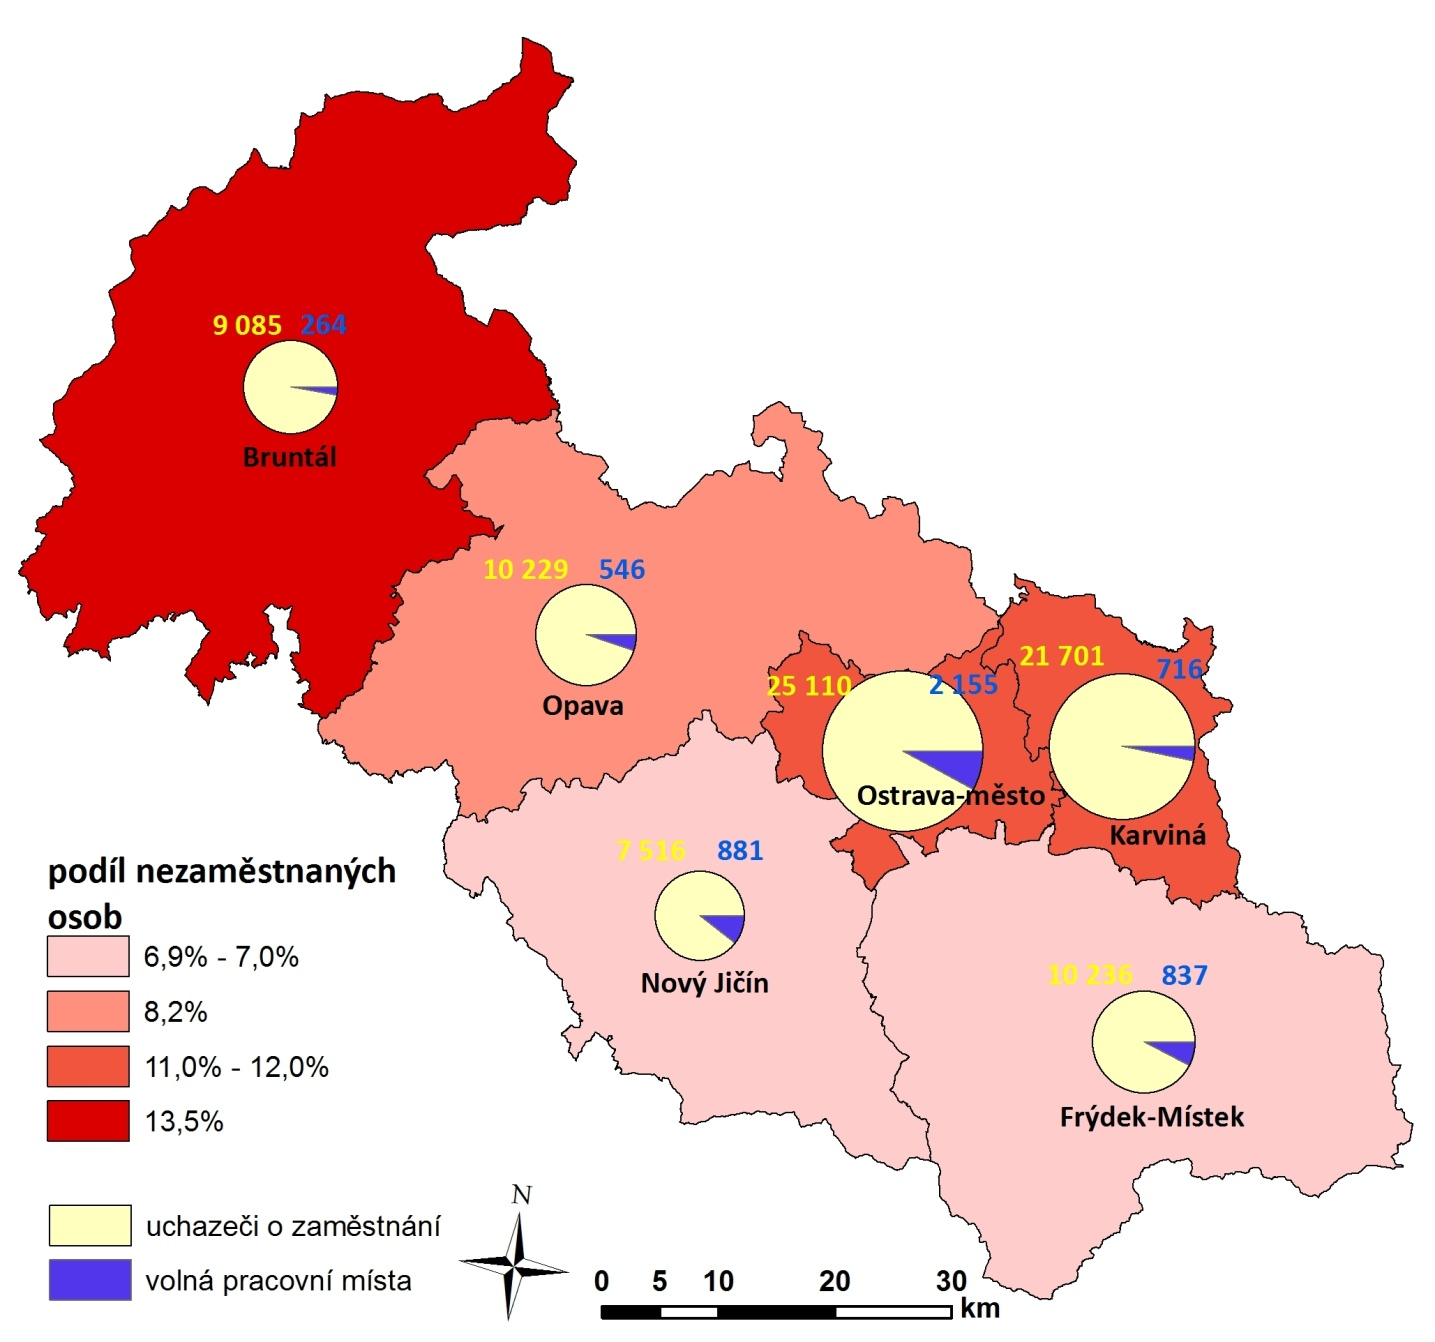 9 085 264
Bruntál
10 229 546
Opava
25 110 2 155
Ostrava-město
21 701 716
Karviná
7 516 881
Nový Jičín
10 236 837
Frýdek-Místek
podíl nezaměstnaných
osob
6,9% - 7,0%
8,2%
11,0% - 12,0%
13,5%
uchazeči o zaměstnání
volná pracovní místa
N
0 5 10 20 30
km